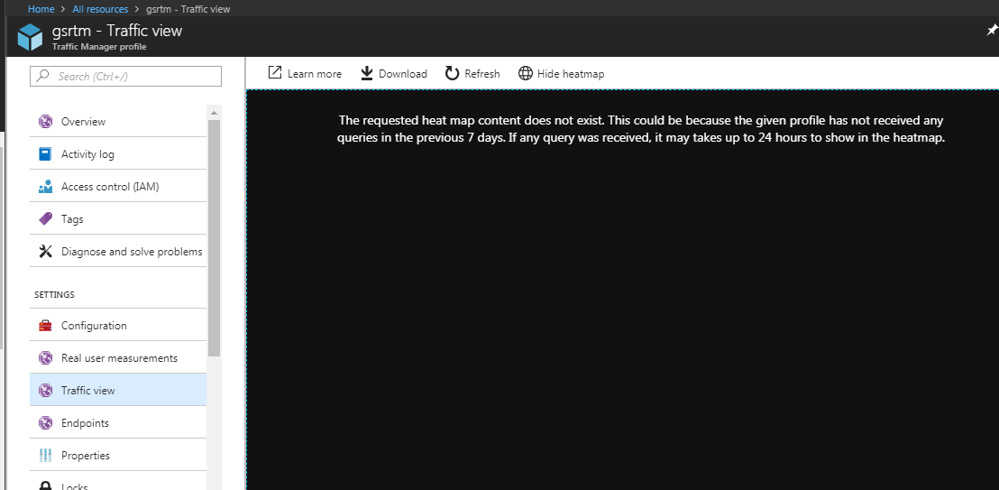 Home > All resources > gsrtm - Traffic view
gsrtm - Traffic view
Traffic Manager profile
Search (Ctrl+/)
Overview
Activity log
Access control (IAM)
Tags
Diagnose and solve problems
SETTINGS
Configuration
Real user measurements
Traffic view
Endpoints
Properties
Locks
Learn more
Download
Refresh
Hide heatmap
The requested heat map content does not exist. This could be because the given profile has not received any
queries in the previous 7 days. If any query was received, it may takes up to 24 hours to show in the heatmap.